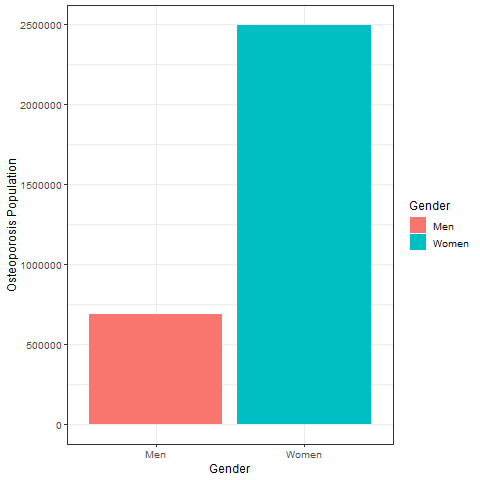 2500000
2000000
1500000
1000000
500000
0
Osteoporosis Population
Men
Women
Gender
Gender
Men
Women